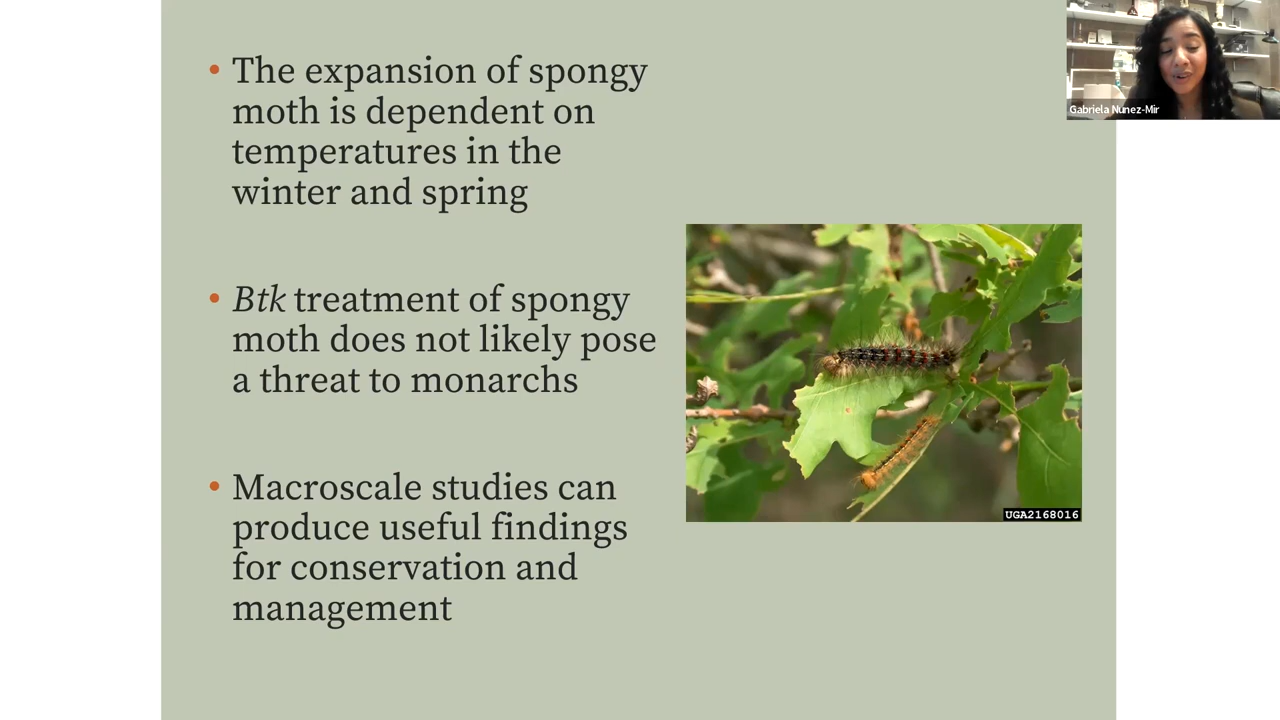 • The expansion of spongy
moth is dependent on
temperatures in the
winter and spring
• Btk treatment of spongy
moth does not likely pose
a threat to monarchs
• Macroscale studies can
produce useful findings
for conservation and
management
Gabriela Nunez-Mir
UGA2168016